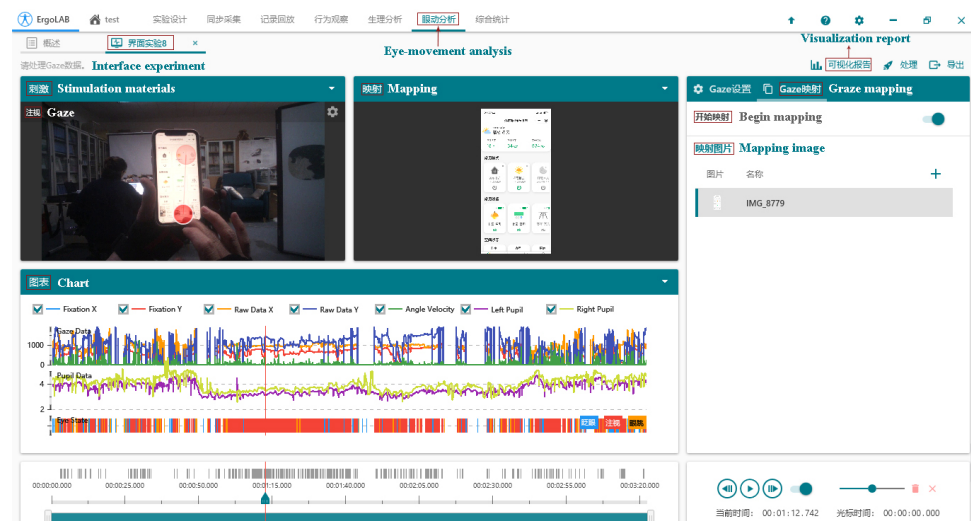 ErgoLAB
test
实验设计
同步采集
记录回放
行为观察
生理分析
眼动分析
综合统计
概述
界面实验8
Eye-movement analysis
Visualization report
请处理Gaze数据。
Interface experiment
可视化报告
处理
导出
刺激 Stimulation materials
映射 Mapping
Gaze设置
Gaze映射 Graze mapping
注视 Gaze
开始映射 Begin mapping
映射图片 Mapping image
图片
名称
IMG_8779
图表 Chart
Fixation X
Fixation Y
Raw Data X
Raw Data Y
Angle Velocity
Left Pupil
Right Pupil
Gaze Data
1000
0
Pupil Data
4
2
Eye State
眨眼
注视
眼跳
00:00:00.000
00:00:25.000
00:00:50.000
00:01:15.000
00:01:40.000
00:02:05.000
00:02:30.000
00:02:55.000
00:03:20.000
当前时间: 00:01:12.742
光标时间: 00:00:00.000